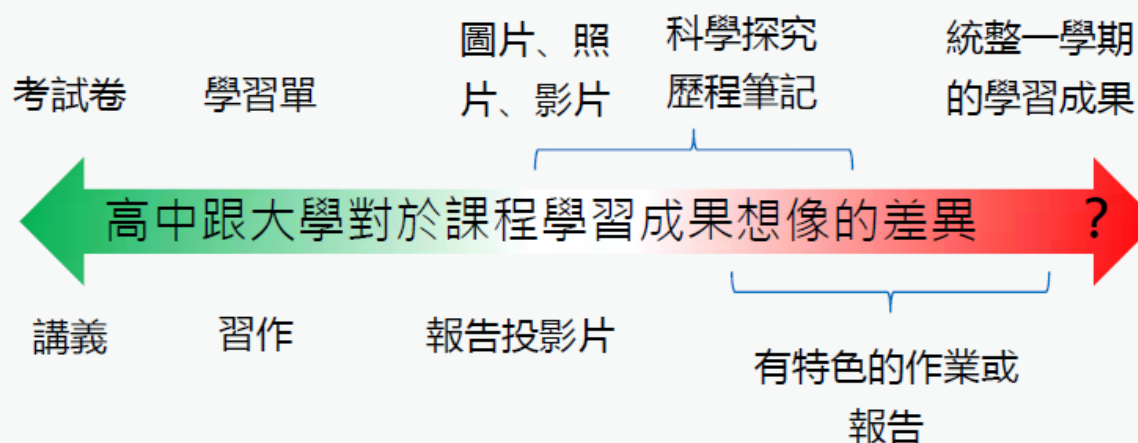 考試卷
學習單
圖片、照
片、影片
科學探究
歷程筆記
統整一學期
的學習成果
高中跟大學對於課程學習成果想像的差異 ?
講義
習作
報告投影片
有特色的作業或
報告